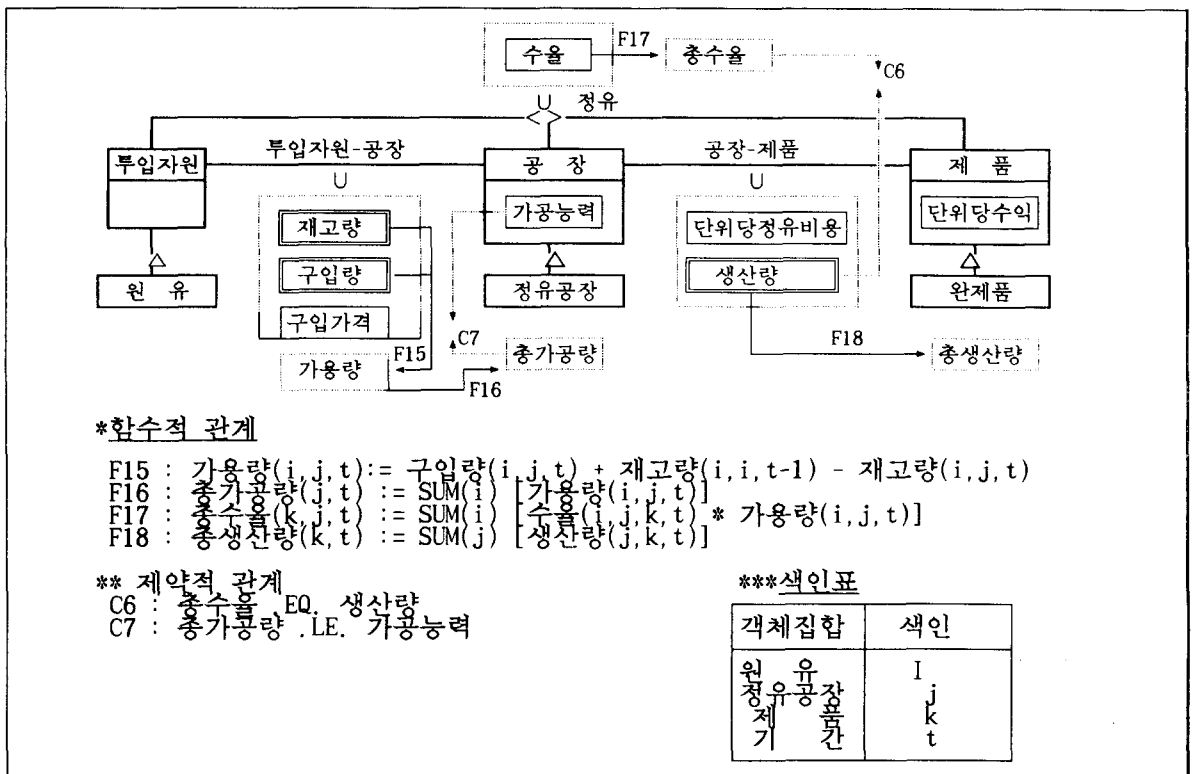 수율
F17
총수율
C6
U
정유
투입자원
투입자원-공장
공 장
공장-제품
제 품
U
U
가공능력
단위당수익
재고량
단위당정유비용
구입량
생산량
원 유
정유공장
완제품
구입가격
C7
F15
총가공량
F18
총생산량
가용량
F16
*함수적 관계
F15 : 가용량(i,j,t):= 구입량(i,j,t) + 재고량(i,i,t-1) - 재고량(i,j,t)
F16 : 총가공량(j,t) := SUM(i) [가용량(i,j,t)]
F17 : 총수율(k,j,t) := SUM(i) [수율(i,j,k,t) * 가용량(i,j,t)]
F18 : 총생산량(k,t) := SUM(j) [생산량(j,k,t)]
** 제약적 관계
C6 : 총수율 .EQ. 생산량
C7 : 총가공량 .LE. 가공능력
***색인표
객체집합 색인
원 유 I
정유공장 j
제 품 k
기 간 t